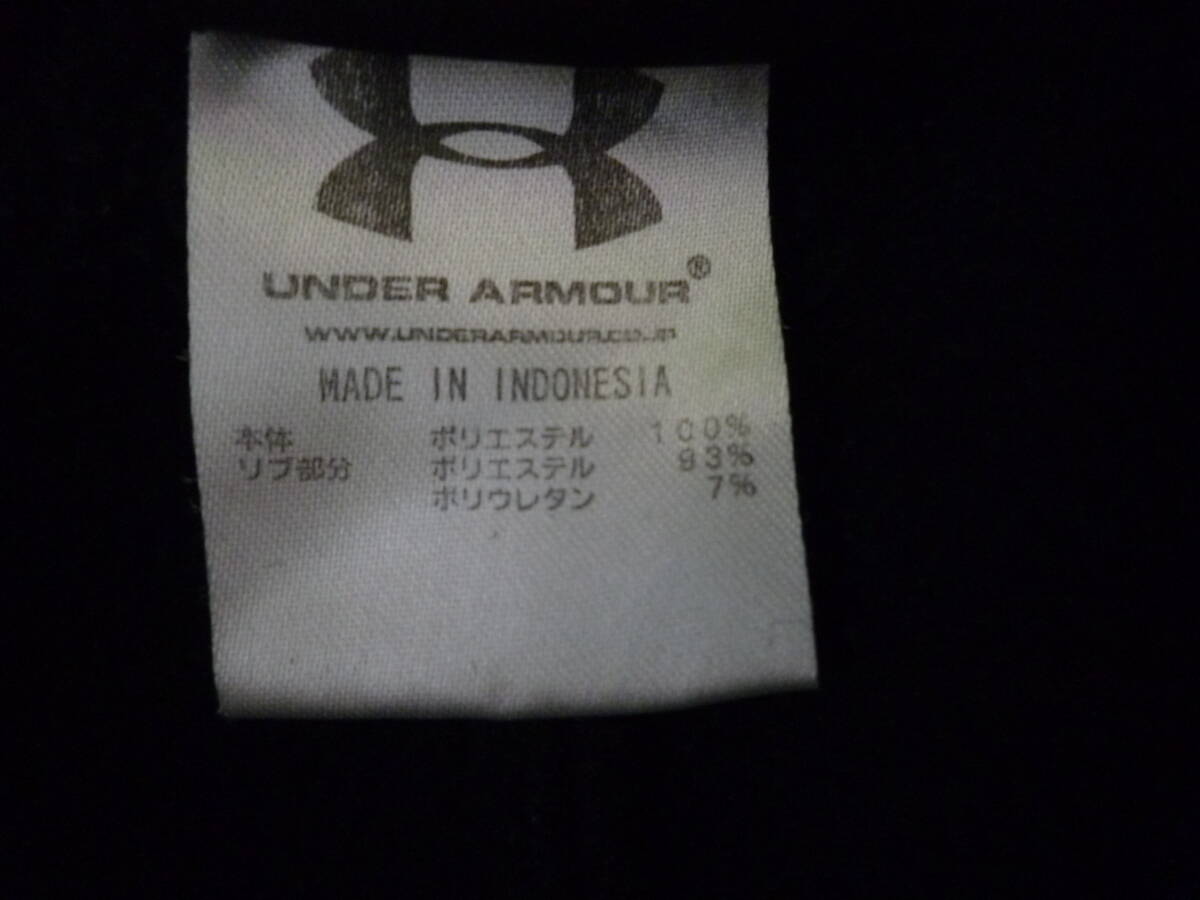 UNDER ARMOUR®
WWW.UNDERARMOUR.CO.JP
MADE IN INDONESIA
本体 ポリエステル 100%
リブ部分 ポリエステル 93%
ポリウレタン 7%